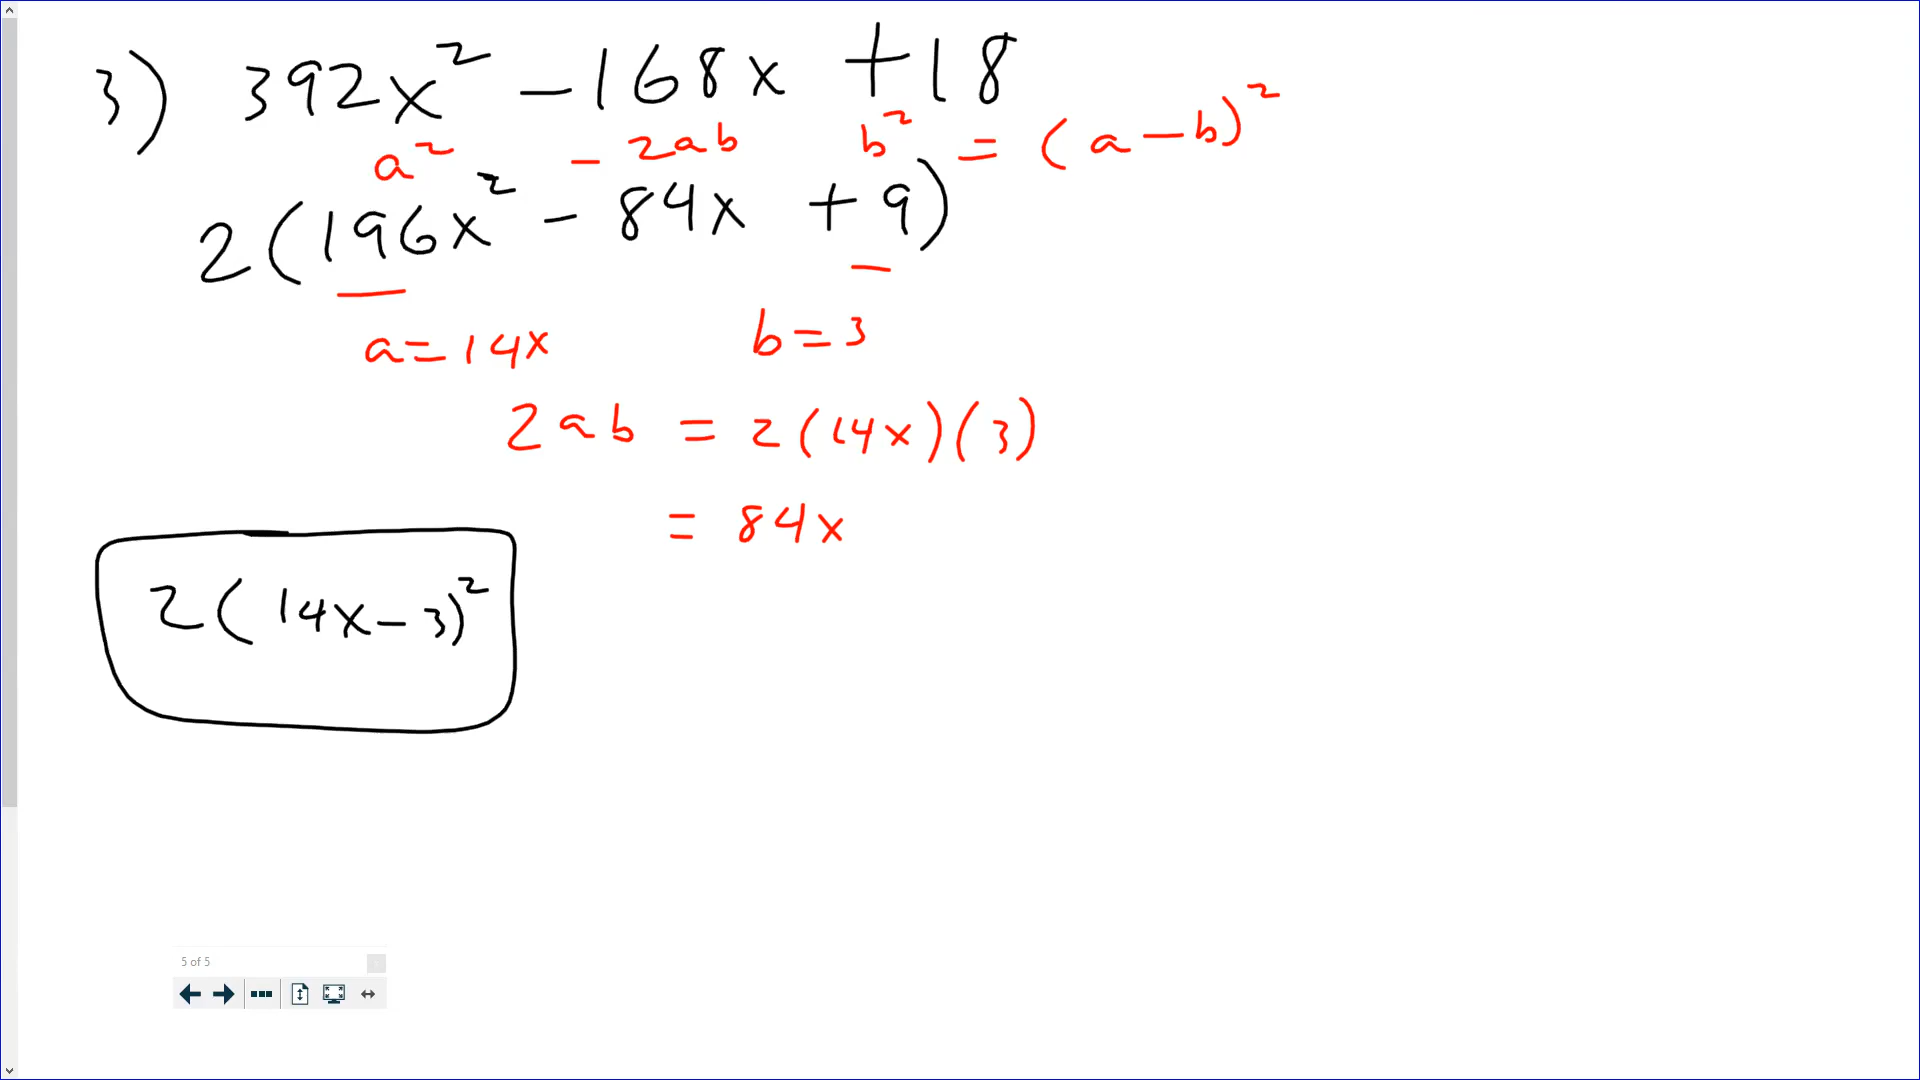 3) 392x² - 168x + 18
a² - 2ab b² = (a - b)²
2(196x² - 84x + 9)
a = 14x b = 3
2ab = 2(14x)(3)
= 84x
2(14x - 3)²
5 of 5